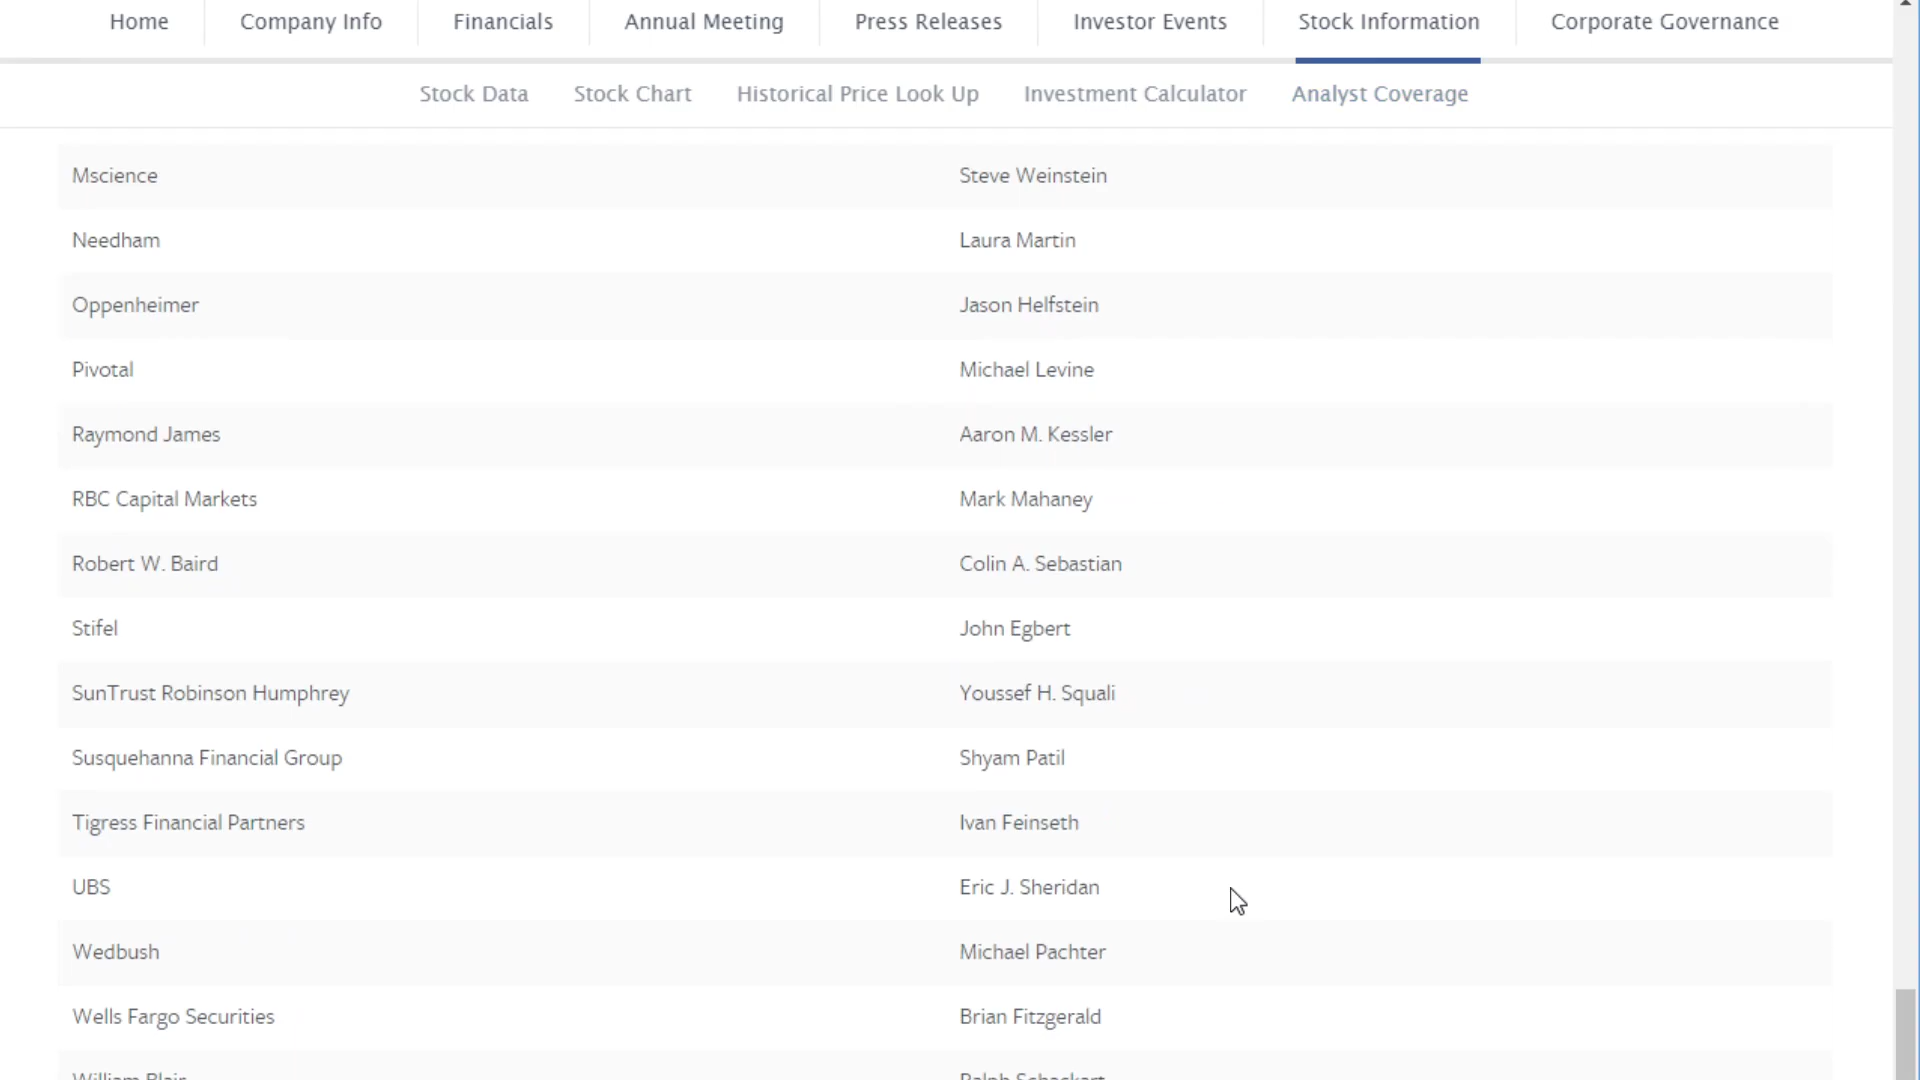 Home Company Info Financials Annual Meeting Press Releases Investor Events Stock Information Corporate Governance
Stock Data Stock Chart Historical Price Look Up Investment Calculator Analyst Coverage
Mscience Steve Weinstein
Needham Laura Martin
Oppenheimer Jason Helfstein
Pivotal Michael Levine
Raymond James Aaron M. Kessler
RBC Capital Markets Mark Mahaney
Robert W. Baird Colin A. Sebastian
Stifel John Egbert
SunTrust Robinson Humphrey Youssef H. Squali
Susquehanna Financial Group Shyam Patil
Tigress Financial Partners Ivan Feinseth
UBS Eric J. Sheridan
Wedbush Michael Pachter
Wells Fargo Securities Brian Fitzgerald
William Blair Ralph Schackart